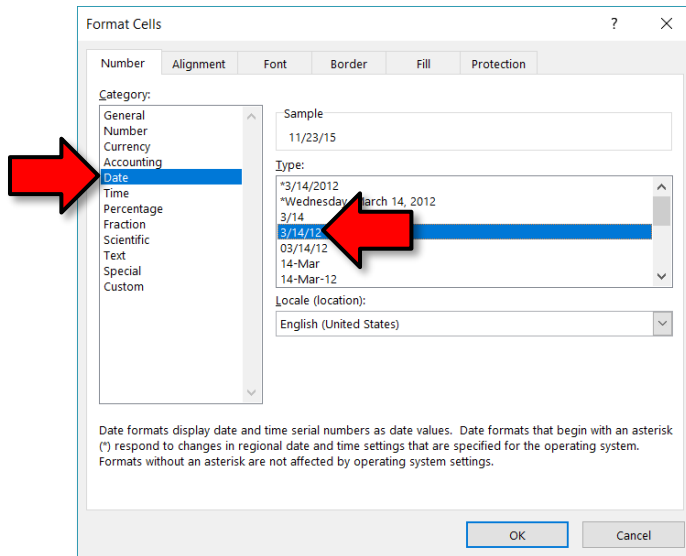 Format Cells ? ×
Number Alignment Font Border Fill Protection
Category:
General
Number
Currency
Accounting
Date
Time
Percentage
Fraction
Scientific
Text
Special
Custom
Sample
11/23/15
Type:
*3/14/2012
*Wednesday, March 14, 2012
3/14
3/14/12
03/14/12
14-Mar
14-Mar-12
Locale (location):
English (United States)
Date formats display date and time serial numbers as date values. Date formats that begin with an asterisk
(*) respond to changes in regional date and time settings that are specified for the operating system.
Formats without an asterisk are not affected by operating system settings.
OK Cancel